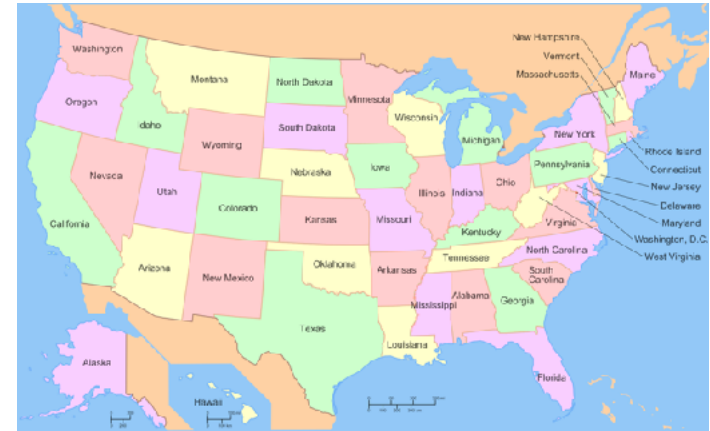 New Hampshire
Vermont
Massachusetts
Washington
Montana
North Dakota
Minnesota
Maine
Oregon
Idaho
Wisconsin
South Dakota
Michigan
New York
Wyoming
Rhode Island
Connecticut
Pennsylvania
Iowa
Nebraska
Nevada
Illinois
Indiana
Ohio
New Jersey
Utah
Delaware
Colorado
Missouri
Kansas
California
Kentucky
Virginia
Maryland
Washington, D.C.
West Virginia
North Carolina
Tennessee
Arizona
Oklahoma
Arkansas
New Mexico
South
Carolina
Alabama
Georgia
Mississippi
Texas
Louisiana
Alaska
Florida
Hawaii